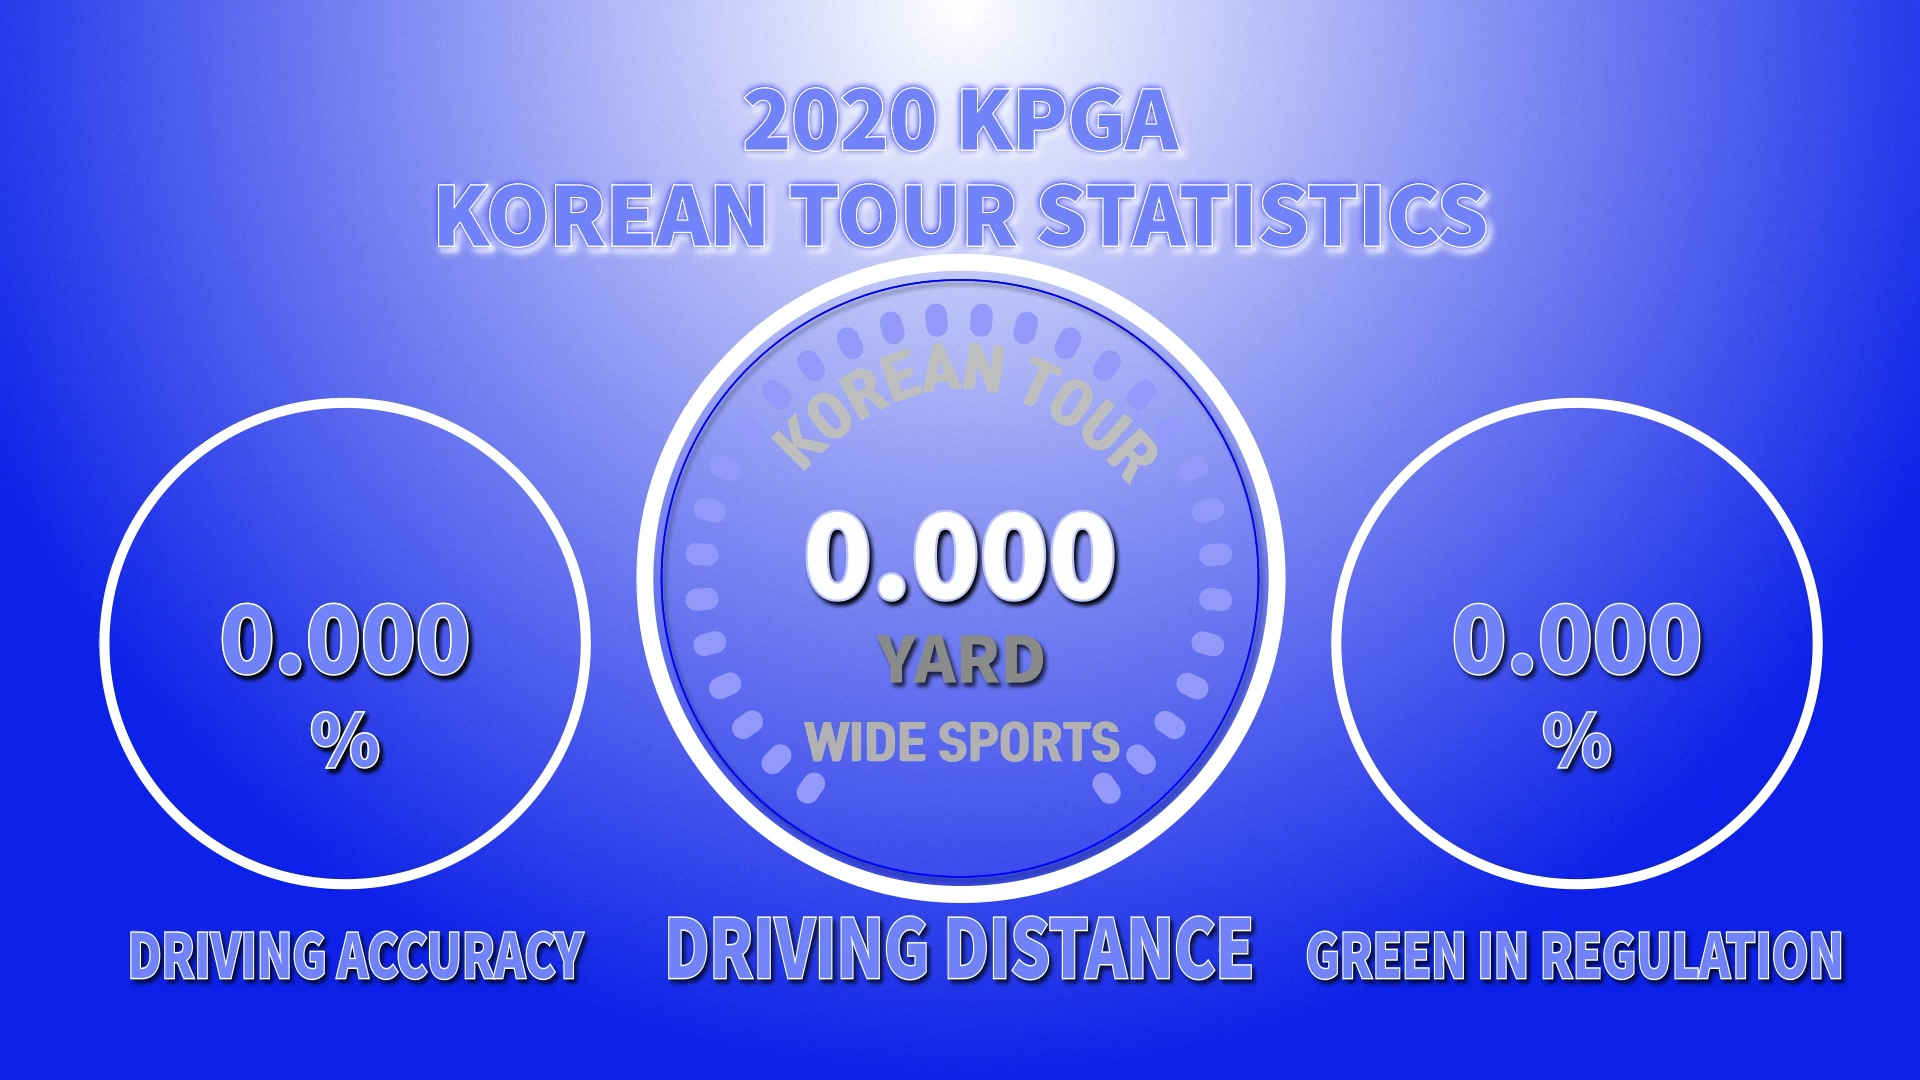 2020 KPGA
KOREAN TOUR STATISTICS
KOREAN TOUR
0.000
YARD
WIDE SPORTS
0.000
%
0.000
%
DRIVING ACCURACY
DRIVING DISTANCE
GREEN IN REGULATION